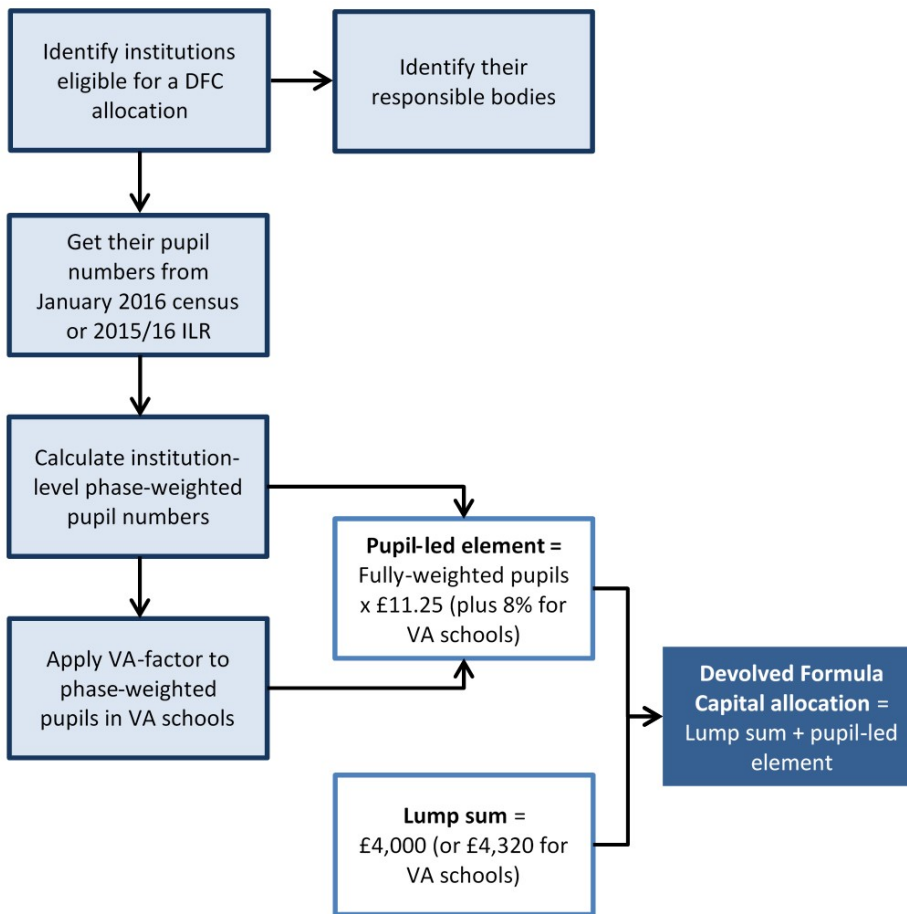 Identify institutions
eligible for a DFC
allocation
Identify their
responsible bodies
Get their pupil
numbers from
January 2016 census
or 2015/16 ILR
Calculate institution-
level phase-weighted
pupil numbers
Pupil-led element =
Fully-weighted pupils
x £11.25 (plus 8% for
VA schools)
Apply VA-factor to
phase-weighted
pupils in VA schools
Devolved Formula
Capital allocation =
Lump sum + pupil-led
element
Lump sum =
£4,000 (or £4,320 for
VA schools)